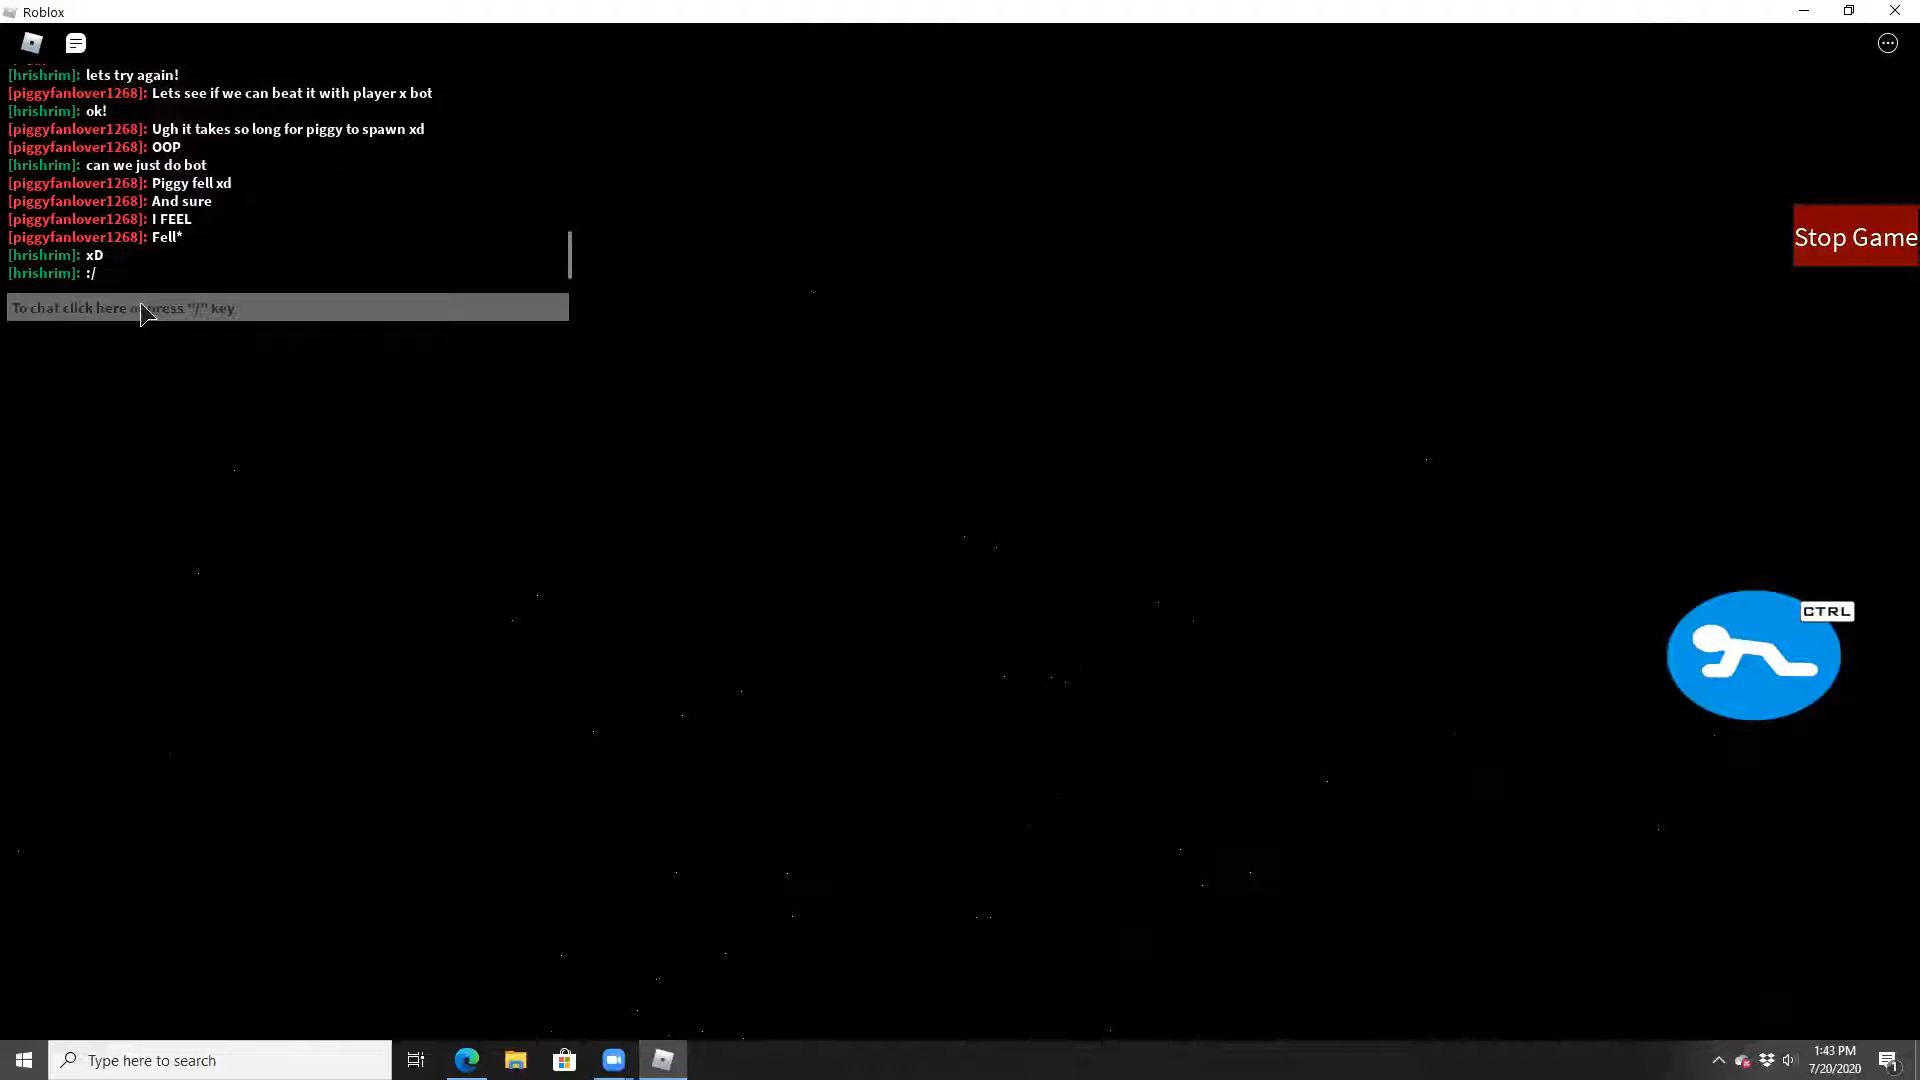 Roblox
[hrishrim]: lets try again!
[piggyfanlover1268]: Lets see if we can beat it with player x bot
[hrishrim]: ok!
[piggyfanlover1268]: Ugh it takes so long for piggy to spawn xd
[piggyfanlover1268]: OOP
[hrishrim]: can we just do bot
[piggyfanlover1268]: Piggy fell xd
[piggyfanlover1268]: And sure
[piggyfanlover1268]: I FEEL
[piggyfanlover1268]: Fell*
[hrishrim]: xD
[hrishrim]: :/
To chat click here or press "/" key
Stop Game
CTRL
Type here to search
1:43 PM
7/20/2020
1